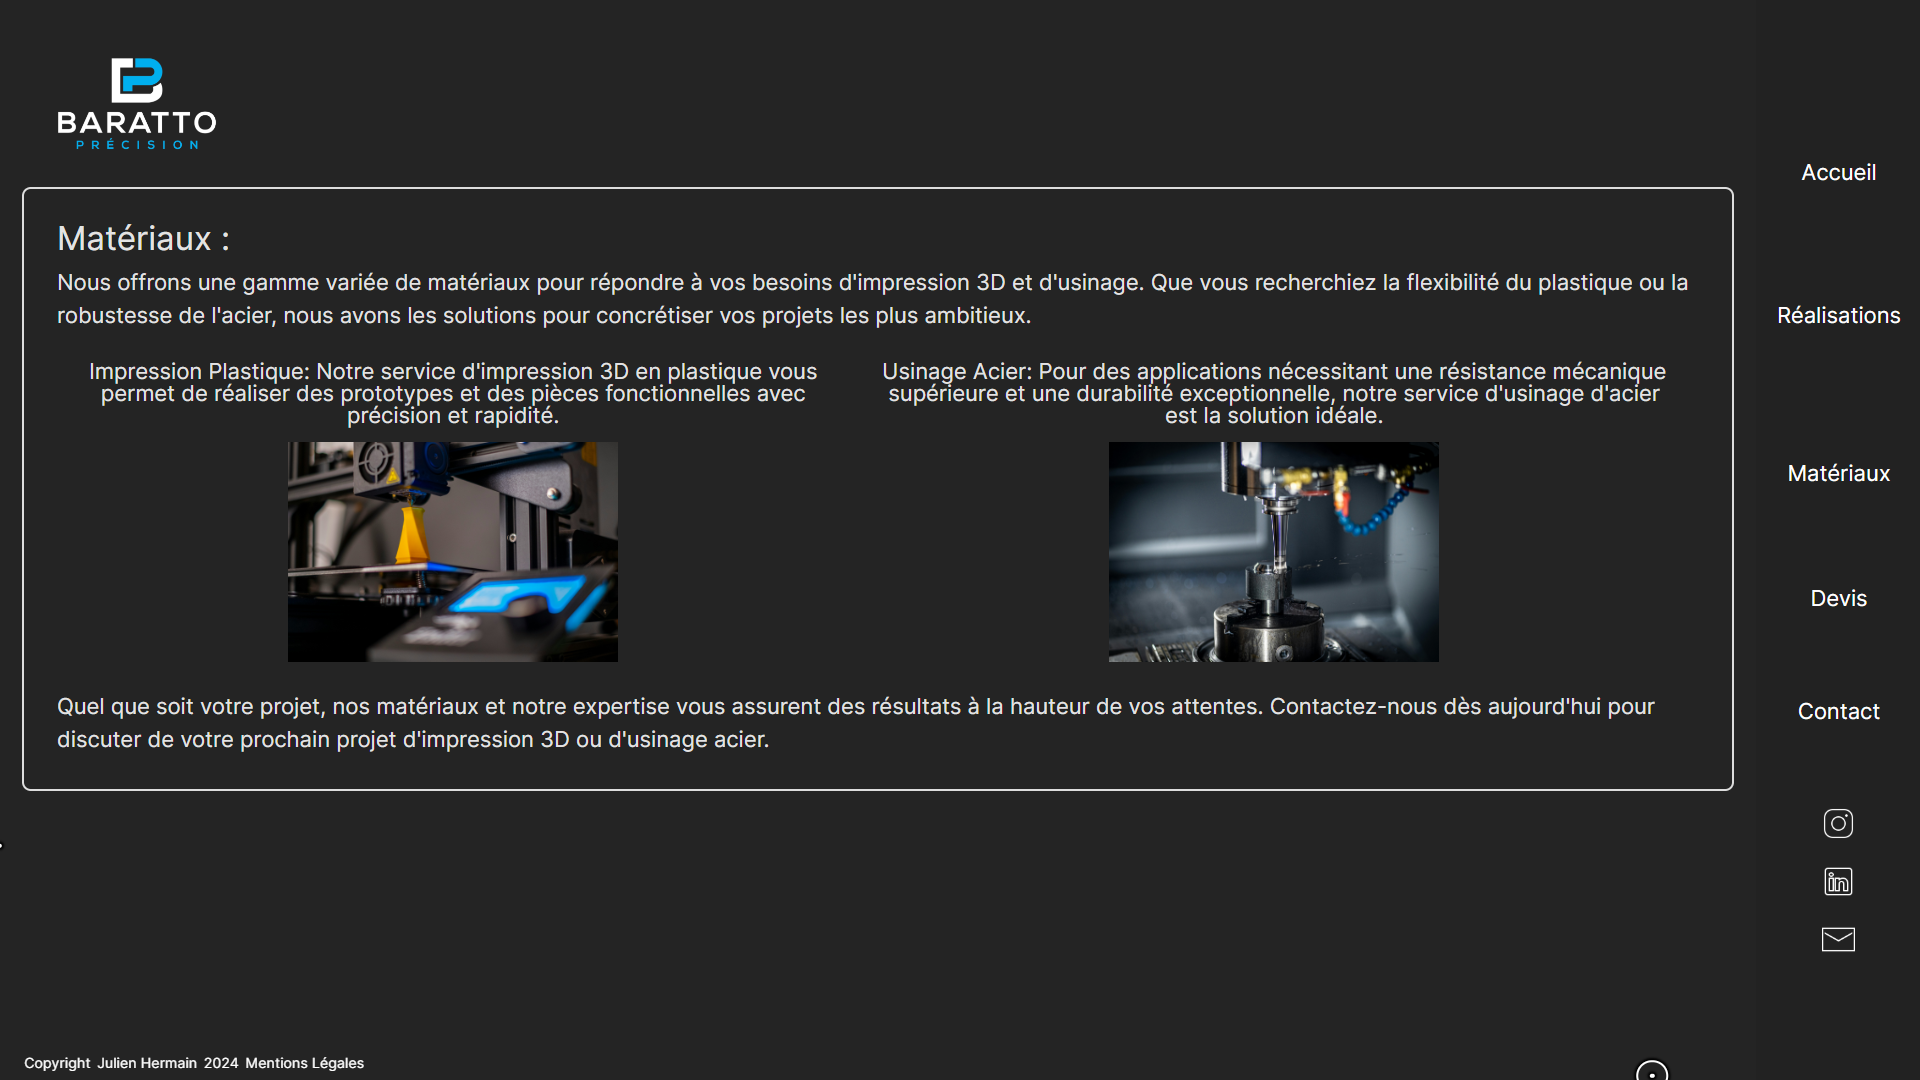 BARATTO
PRÉCISION
Accueil
Réalisations
Matériaux
Devis
Contact
Matériaux :
Nous offrons une gamme variée de matériaux pour répondre à vos besoins d'impression 3D et d'usinage. Que vous recherchiez la flexibilité du plastique ou la
robustesse de l'acier, nous avons les solutions pour concrétiser vos projets les plus ambitieux.
Impression Plastique: Notre service d'impression 3D en plastique vous
permet de réaliser des prototypes et des pièces fonctionnelles avec
précision et rapidité.
Usinage Acier: Pour des applications nécessitant une résistance mécanique
supérieure et une durabilité exceptionnelle, notre service d'usinage d'acier
est la solution idéale.
Quel que soit votre projet, nos matériaux et notre expertise vous assurent des résultats à la hauteur de vos attentes. Contactez-nous dès aujourd'hui pour
discuter de votre prochain projet d'impression 3D ou d'usinage acier.
in
Copyright Julien Hermain 2024 Mentions Légales